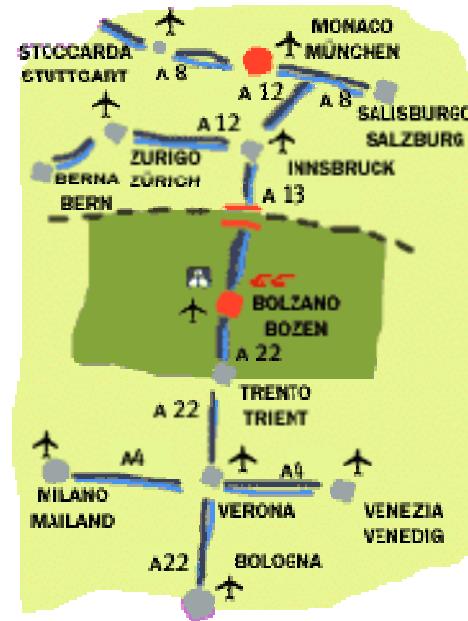 MONACO
MÜNCHEN
STOCCARDA
STUTTGART
A 8
A 12
A 8
SALISBURGO
SALZBURG
A 12
ZURIGO
ZÜRICH
INNSBRUCK
BERNA
BERN
A 13
BOLZANO
BOZEN
A 22
TRENTO
TRIENT
A 22
A4
A4
MILANO
MAILAND
VERONA
VENEZIA
VENEDIG
A22
BOLOGNA